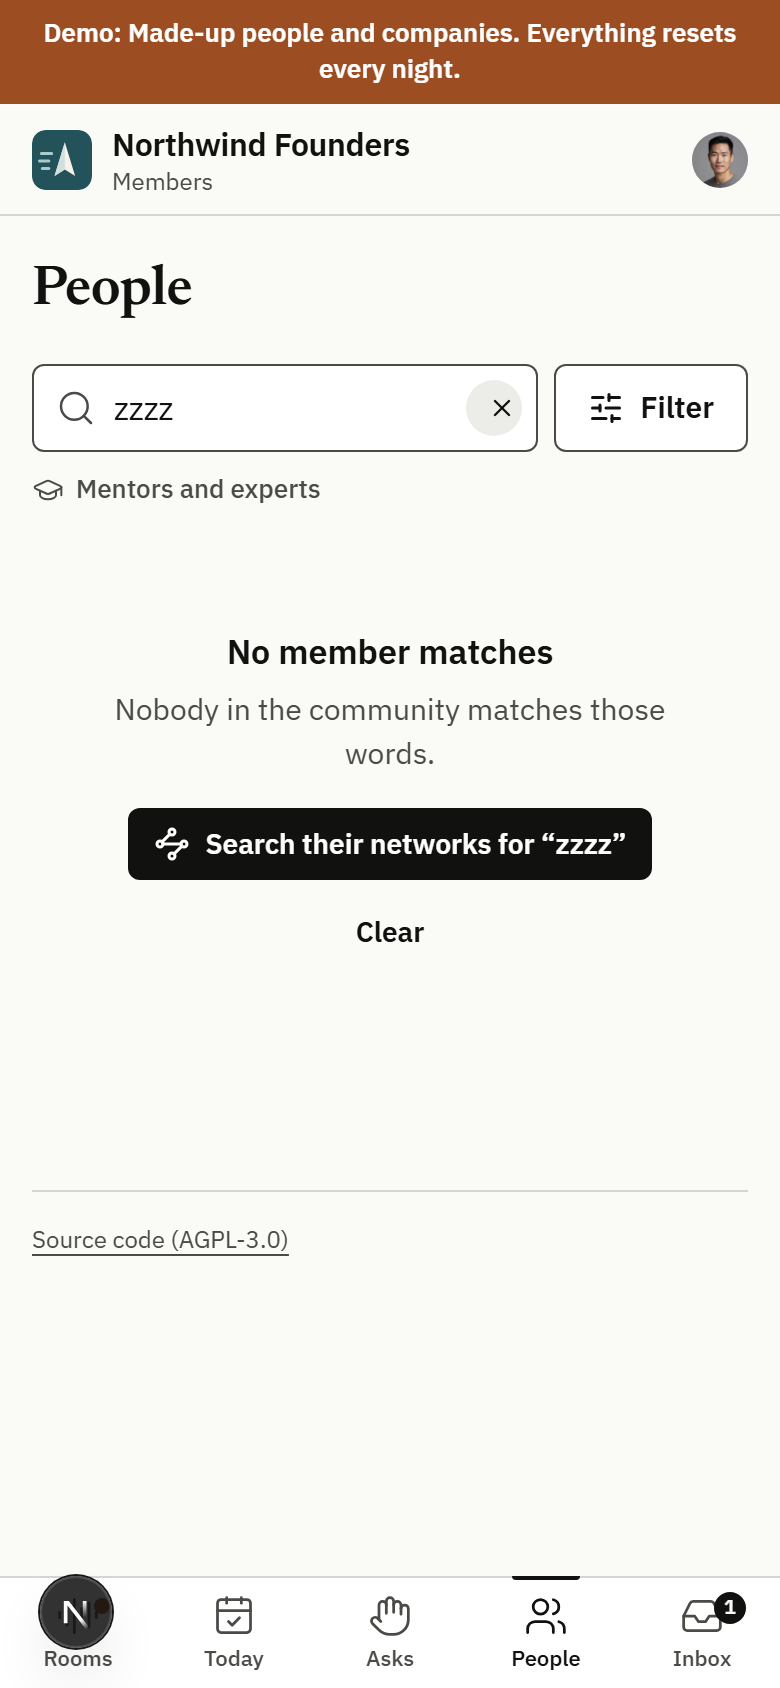 Demo: Made-up people and companies. Everything resets
every night.
Northwind Founders
Members
People
zzzz
Filter
Mentors and experts
No member matches
Nobody in the community matches those
words.
Search their networks for “zzzz”
Clear
Source code (AGPL-3.0)
N
1
Rooms
Today
Asks
People
Inbox